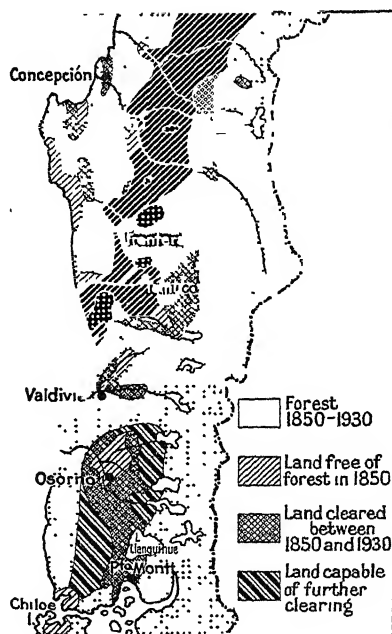 Concepción
Valdivi
Forest
1850-1930
Osorno
Land free of
forest in 1850
L.
Llanquihue
Pto Montt
Land cleared
between
1850 and 1930
Chiloe
I.
Land capable
of further
clearing